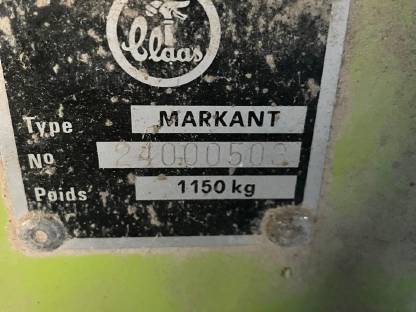 Claas
Type MARKANT
No 24000503
Poids 1150 kg